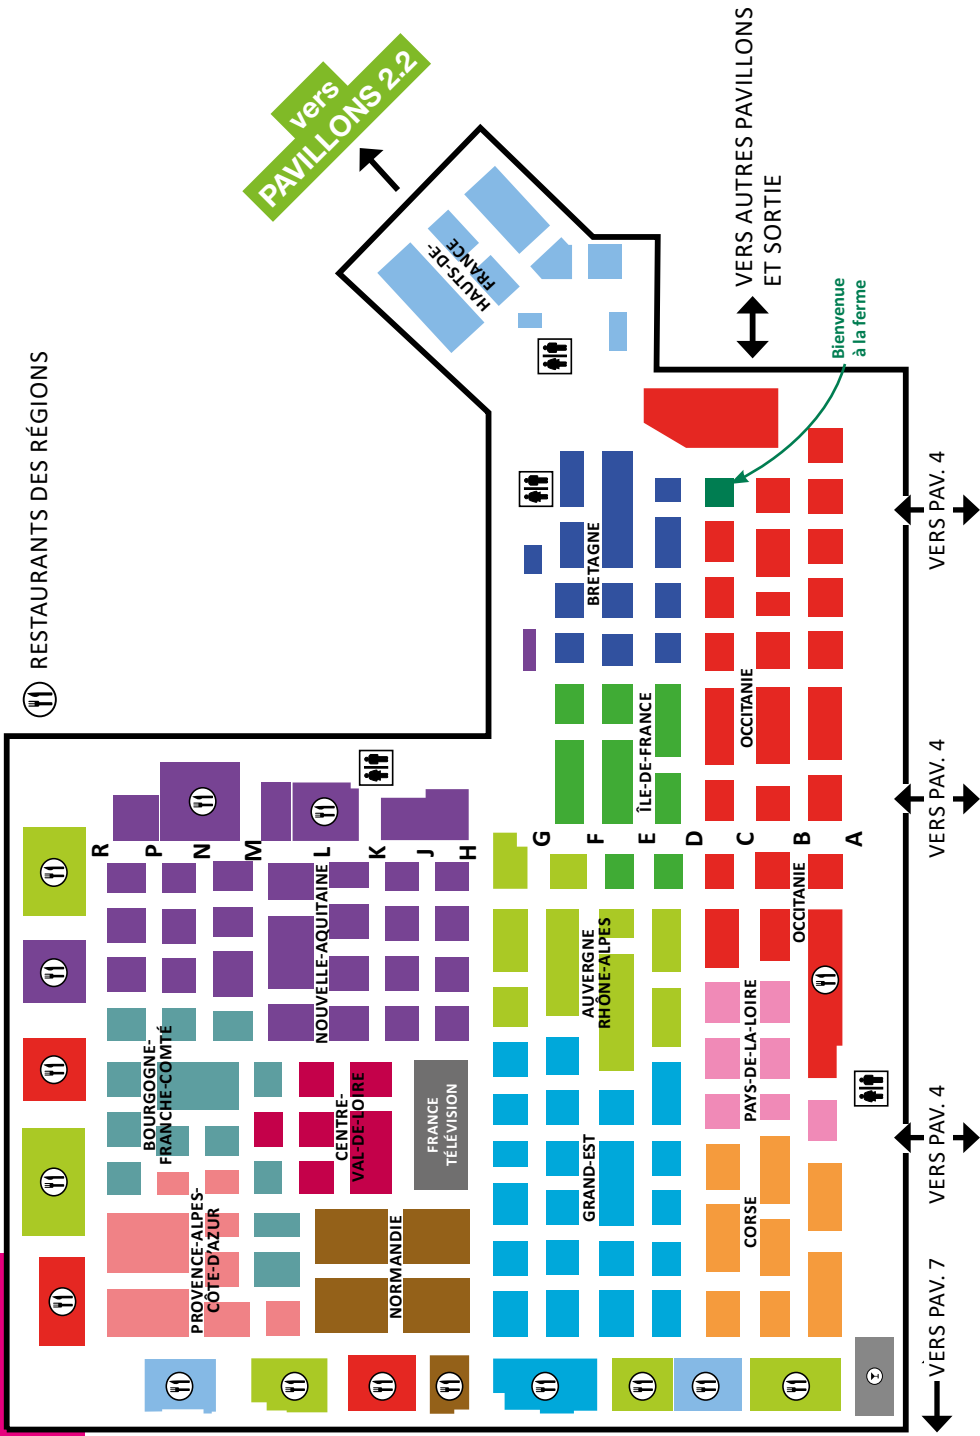 vers
PAVILLONS 2.2
RESTAURANTS DES RÉGIONS
VERS AUTRES PAVILLONS
ET SORTIE
HAUTS-DE-
FRANCE
Bienvenue
à la ferme
BRETAGNE
ÎLE-DE-FRANCE
OCCITANIE
R
P
N
M
L
K
J
H
G
F
E
D
C
B
A
NOUVELLE-AQUITAINE
AUVERGNE
RHÔNE-ALPES
OCCITANIE
BOURGOGNE-
FRANCHE-COMTÉ
CENTRE-
VAL-DE-LOIRE
FRANCE
TÉLÉVISION
PAYS-DE-LA-LOIRE
PROVENCE-ALPES-
CÔTE-D'AZUR
NORMANDIE
GRAND-EST
CORSE
VERS PAV. 4
VERS PAV. 4
VERS PAV. 4
VERS PAV. 7